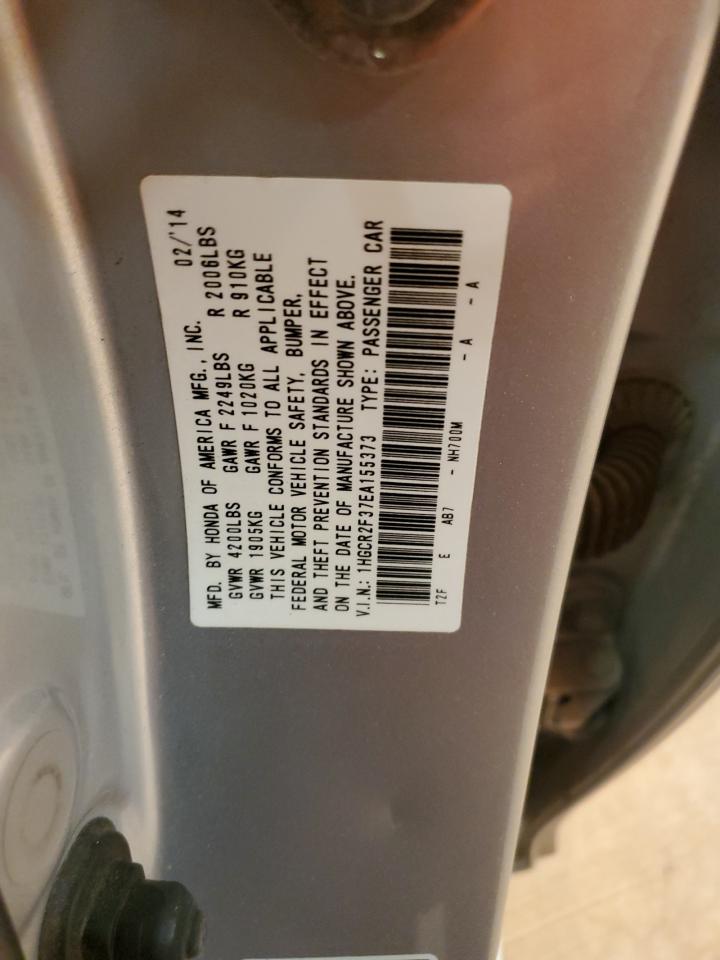 MFD. BY HONDA OF AMERICA MFG., INC. 02/'14
GVWR 4200LBS GAWR F 2249LBS R 2006LBS
GVWR 1905KG GAWR F 1020KG R 910KG
THIS VEHICLE CONFORMS TO ALL APPLICABLE
FEDERAL MOTOR VEHICLE SAFETY, BUMPER,
AND THEFT PREVENTION STANDARDS IN EFFECT
ON THE DATE OF MANUFACTURE SHOWN ABOVE.
V.I.N.: 1HGCR2F37EA155373 TYPE: PASSENGER CAR
T2F E AB7 - NH700M - A - A